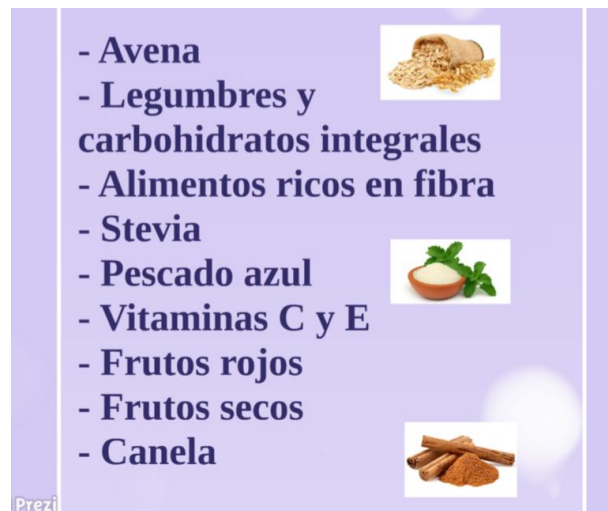 - Avena
- Legumbres y
carbohidratos integrales
- Alimentos ricos en fibra
- Stevia
- Pescado azul
- Vitaminas C y E
- Frutos rojos
- Frutos secos
- Canela
Prezi